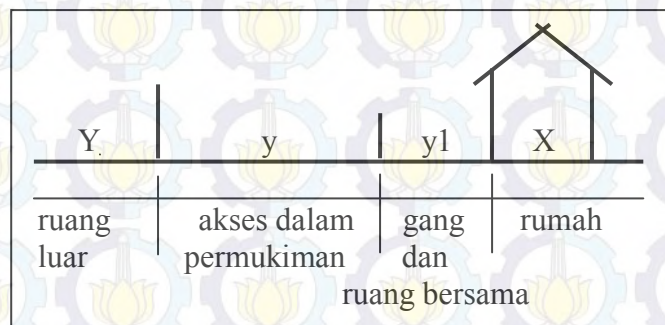 Y. y y1 X
ruang akses dalam gang rumah
luar permukiman dan
ruang bersama